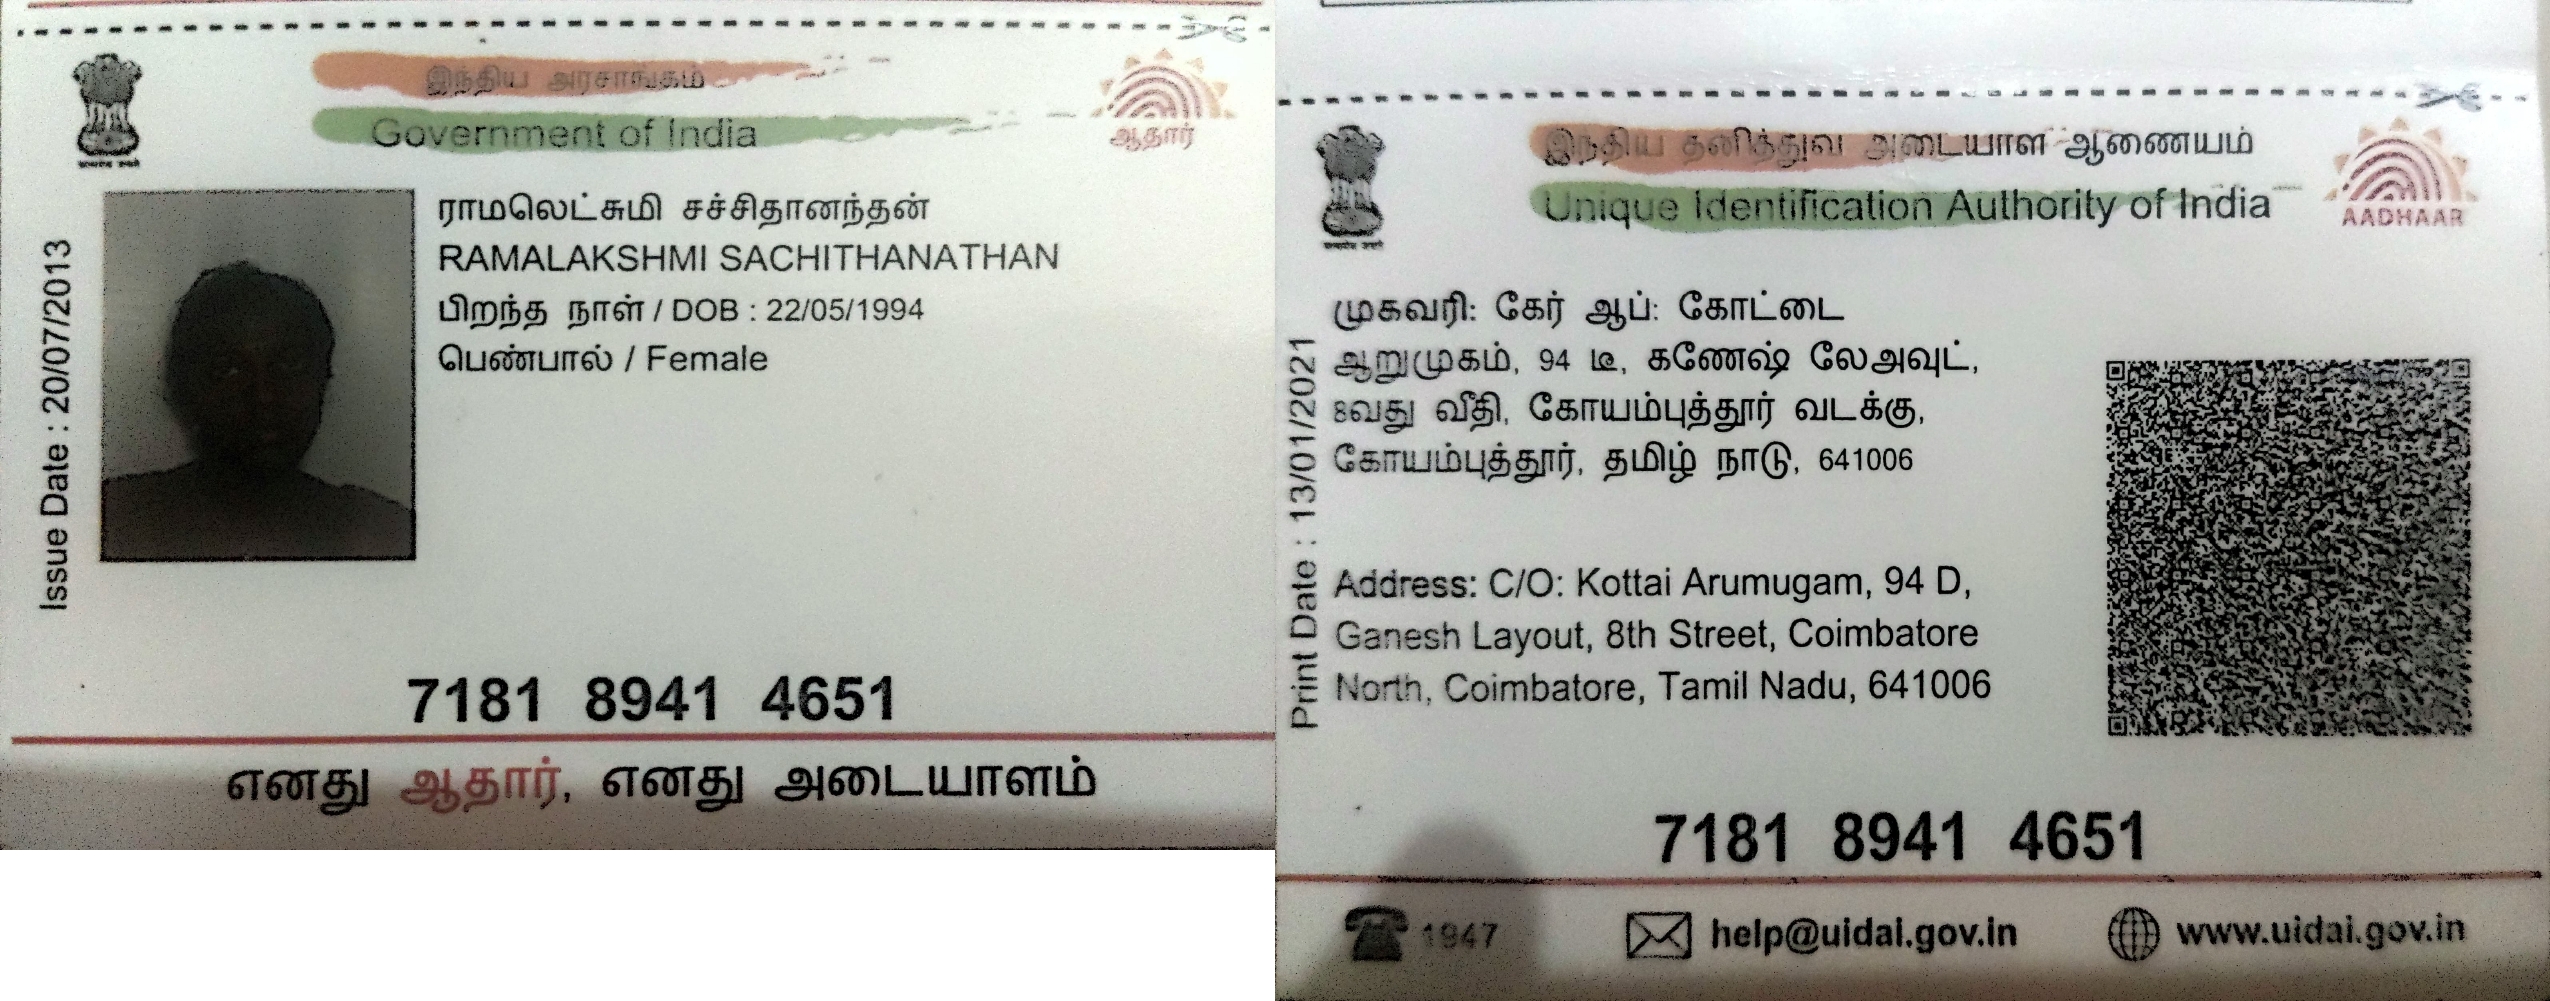 இந்திய அரசாங்கம்
Government of India
ஆதார்
Issue Date : 20/07/2013
ராமலெட்சுமி சச்சிதானந்தன்
RAMALAKSHMI SACHITHANATHAN
பிறந்த நாள் / DOB : 22/05/1994
பெண்பால் / Female
7181 8941 4651
எனது ஆதார், எனது அடையாளம்
இந்திய தனித்துவ அடையாள ஆணையம்
Unique Identification Authority of India
AADHAAR
Print Date : 13/01/2021
முகவரி: கேர் ஆப்: கோட்டை
ஆறுமுகம், 94 டீ, கணேஷ் லேஅவுட்,
8வது வீதி, கோயம்புத்தூர் வடக்கு,
கோயம்புத்தூர், தமிழ் நாடு, 641006
Address: C/O: Kottai Arumugam, 94 D,
Ganesh Layout, 8th Street, Coimbatore
North, Coimbatore, Tamil Nadu, 641006
7181 8941 4651
1947
help@uidai.gov.in
www.uidai.gov.in